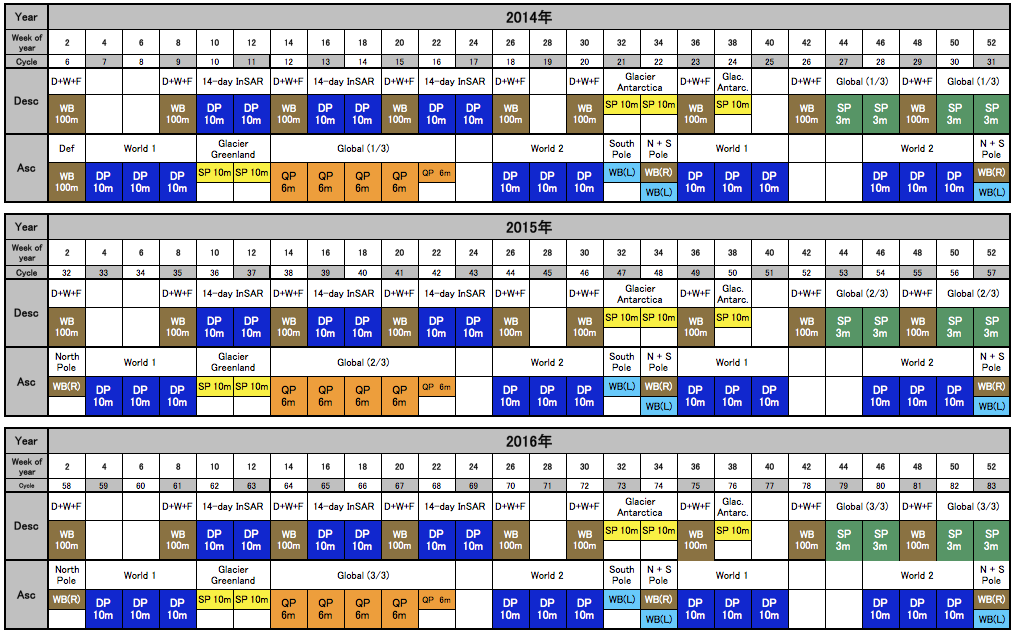 Year 2014年
Week of year 2 4 6 8 10 12 14 16 18 20 22 24 26 28 30 32 34 36 38 40 42 44 46 48 50 52
Cycle 6 7 8 9 10 11 12 13 14 15 16 17 18 19 20 21 22 23 24 25 26 27 28 29 30 31
Desc D+W+F D+W+F 14-day InSAR D+W+F 14-day InSAR D+W+F 14-day InSAR D+W+F D+W+F Glacier Antarctica D+W+F Glac. Antarc. D+W+F Global (1/3) D+W+F Global (1/3)
WB 100m WB 100m DP 10m DP 10m WB 100m DP 10m DP 10m WB 100m DP 10m DP 10m WB 100m WB 100m SP 10m SP 10m WB 100m SP 10m WB 100m SP 3m SP 3m WB 100m SP 3m SP 3m
Asc Def World 1 Glacier Greenland Global (1/3) World 2 South Pole N + S Pole World 1 World 2 N + S Pole
WB 100m DP 10m DP 10m DP 10m SP 10m SP 10m QP 6m QP 6m QP 6m QP 6m QP 6m DP 10m DP 10m DP 10m WB(L) WB(R) WB(L) DP 10m DP 10m DP 10m DP 10m DP 10m DP 10m WB(R) WB(L)
Year 2015年
Week of year 2 4 6 8 10 12 14 16 18 20 22 24 26 28 30 32 34 36 38 40 42 44 46 48 50 52
Cycle 32 33 34 35 36 37 38 39 40 41 42 43 44 45 46 47 48 49 50 51 52 53 54 55 56 57
Desc D+W+F D+W+F 14-day InSAR D+W+F 14-day InSAR D+W+F 14-day InSAR D+W+F D+W+F Glacier Antarctica D+W+F Glac. Antarc. D+W+F Global (2/3) D+W+F Global (2/3)
WB 100m WB 100m DP 10m DP 10m WB 100m DP 10m DP 10m WB 100m DP 10m DP 10m WB 100m WB 100m SP 10m SP 10m WB 100m SP 10m WB 100m SP 3m SP 3m WB 100m SP 3m SP 3m
Asc North Pole World 1 Glacier Greenland Global (2/3) World 2 South Pole N + S Pole World 1 World 2 N + S Pole
WB(R) DP 10m DP 10m DP 10m SP 10m SP 10m QP 6m QP 6m QP 6m QP 6m QP 6m DP 10m DP 10m DP 10m WB(L) WB(R) WB(L) DP 10m DP 10m DP 10m DP 10m DP 10m DP 10m WB(R) WB(L)
Year 2016年
Week of year 2 4 6 8 10 12 14 16 18 20 22 24 26 28 30 32 34 36 38 40 42 44 46 48 50 52
Cycle 58 59 60 61 62 63 64 65 66 67 68 69 70 71 72 73 74 75 76 77 78 79 80 81 82 83
Desc D+W+F D+W+F 14-day InSAR D+W+F 14-day InSAR D+W+F 14-day InSAR D+W+F D+W+F Glacier Antarctica D+W+F Glac. Antarc. D+W+F Global (3/3) D+W+F Global (3/3)
WB 100m WB 100m DP 10m DP 10m WB 100m DP 10m DP 10m WB 100m DP 10m DP 10m WB 100m WB 100m SP 10m SP 10m WB 100m SP 10m WB 100m SP 3m SP 3m WB 100m SP 3m SP 3m
Asc North Pole World 1 Glacier Greenland Global (3/3) World 2 South Pole N + S Pole World 1 World 2 N + S Pole
WB(R) DP 10m DP 10m DP 10m SP 10m SP 10m QP 6m QP 6m QP 6m QP 6m QP 6m DP 10m DP 10m DP 10m WB(L) WB(R) WB(L) DP 10m DP 10m DP 10m DP 10m DP 10m DP 10m WB(R) WB(L)